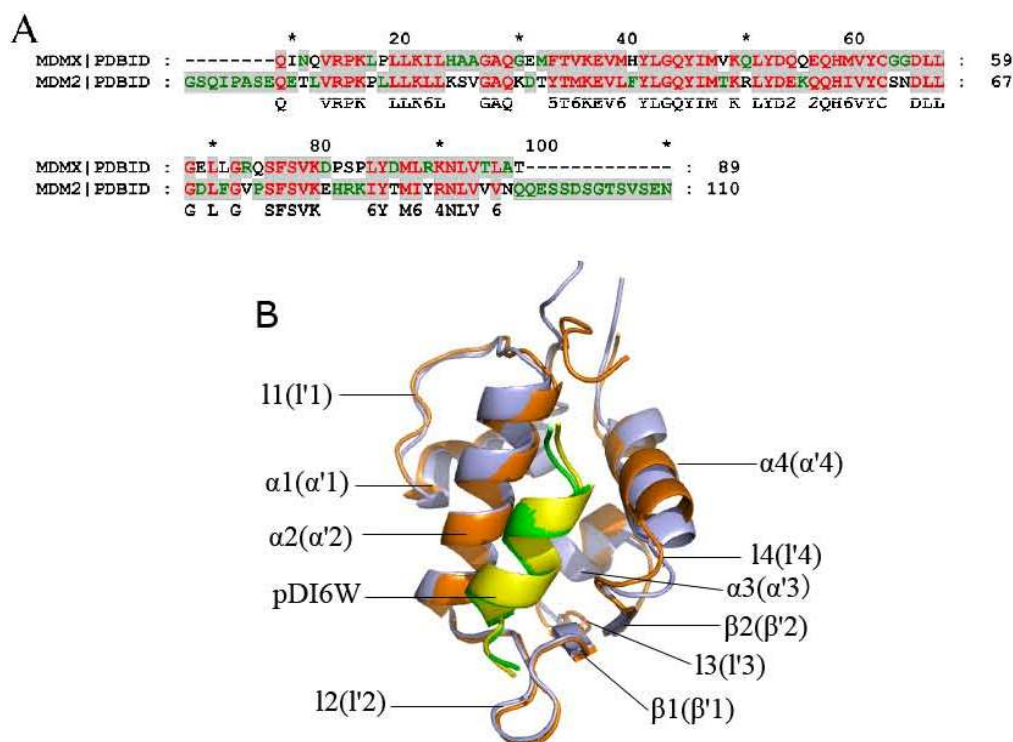 A
* 20 * 40 * 60
MDMX|PDBID : --------QINQVRPKLPLLKILHAAGAQGEMFTVKEVMHYLGQYIMVKQLYDQQEQHMVYCGGDLL : 59
MDM2|PDBID : GSQIPASEQETLVRPKPLLLKLLKSVGAQKDTYTMKEVLFYLGQYIMTKRLYDEKQQHIVYCSNDLL : 67
Q VRPK LLK6L GAQ 5T6KEV6 YLGQYIM K LYD2 2QH6VYC DLL
* 80 * 100 *
MDMX|PDBID : GELLGRQSFSVKDPSPLYDMLRKNLVTLAT------------- : 89
MDM2|PDBID : GDLFGVPSFSVKEHRKIYTMIYRNLVVVNQQESSDSGTSVSEN : 110
G L G SFSVK 6Y M6 4NLV 6
B
l1(l'1)
α1(α'1)
α2(α'2)
pDI6W
l2(l'2)
α4(α'4)
l4(l'4)
α3(α'3)
β2(β'2)
l3(l'3)
β1(β'1)